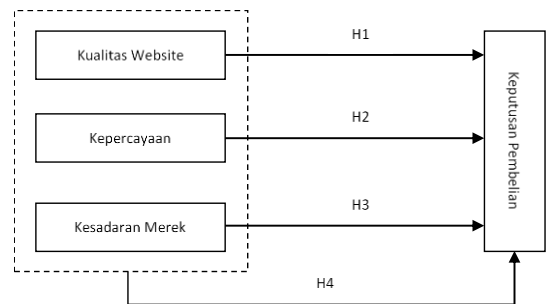 H1
Kualitas Website
H2
Kepercayaan
Keputusan Pembelian
H3
Kesadaran Merek
H4